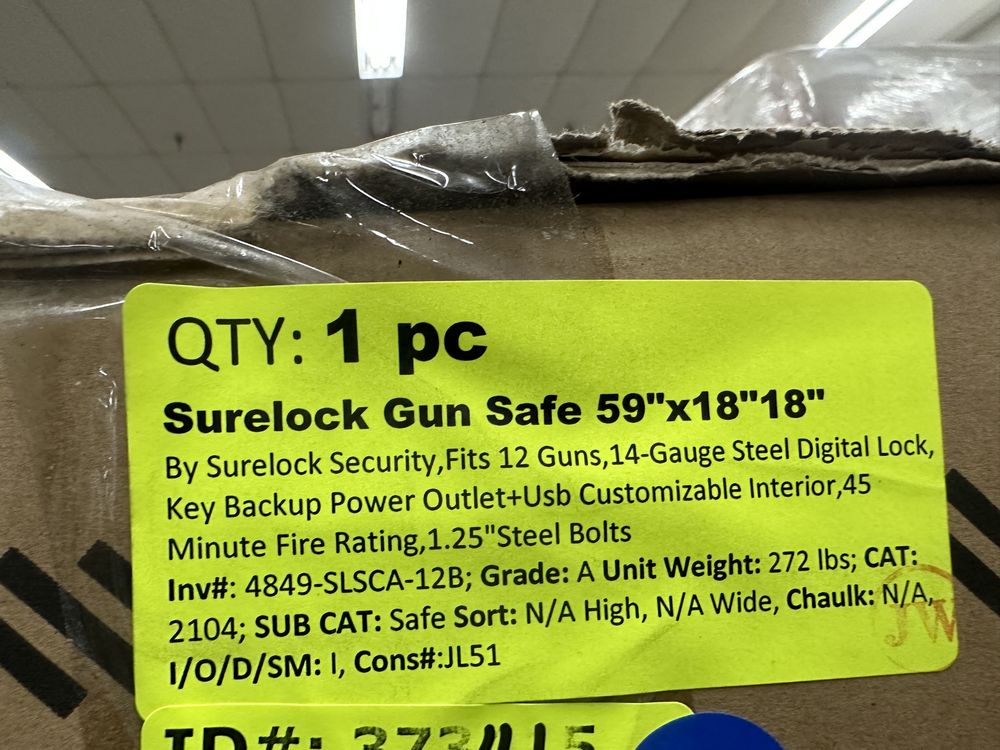 QTY: 1 pc
Surelock Gun Safe 59"x18"18"
By Surelock Security,Fits 12 Guns,14-Gauge Steel Digital Lock,
Key Backup Power Outlet+Usb Customizable Interior,45
Minute Fire Rating,1.25"Steel Bolts
Inv#: 4849-SLSCA-12B; Grade: A Unit Weight: 272 lbs; CAT:
2104; SUB CAT: Safe Sort: N/A High, N/A Wide, Chaulk: N/A,
I/O/D/SM: I, Cons#:JL51
JW
ID#: